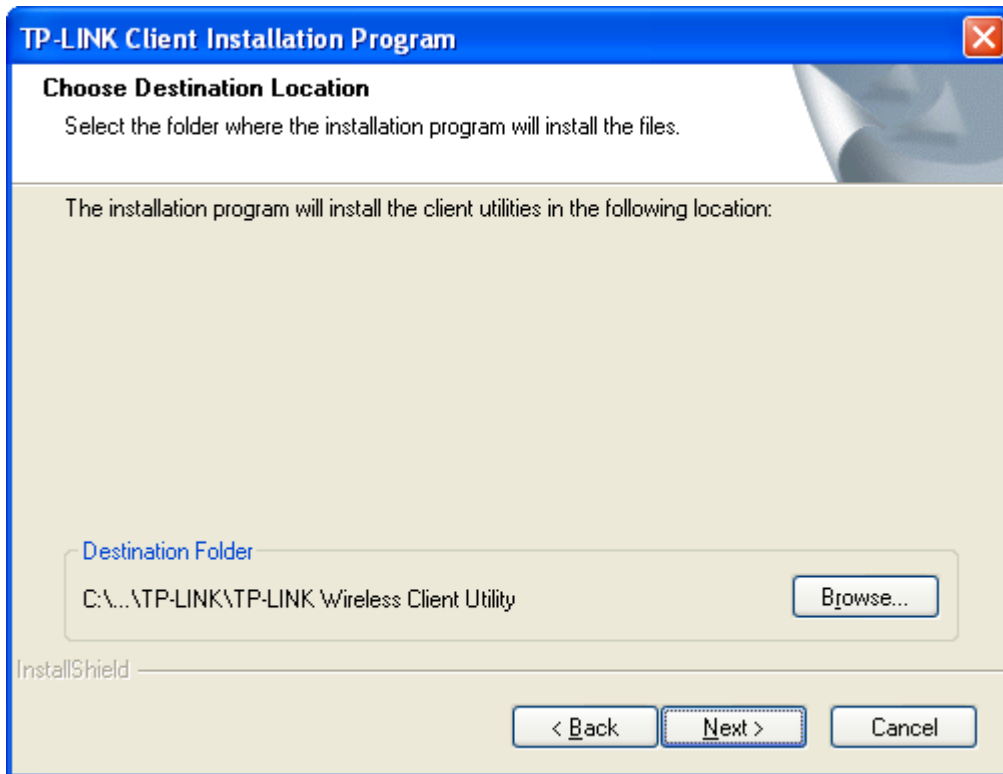 TP-LINK Client Installation Program
Choose Destination Location
Select the folder where the installation program will install the files.
The installation program will install the client utilities in the following location:
Destination Folder
C:\...\TP-LINK\TP-LINK Wireless Client Utility
Browse...
InstallShield
< Back Next > Cancel